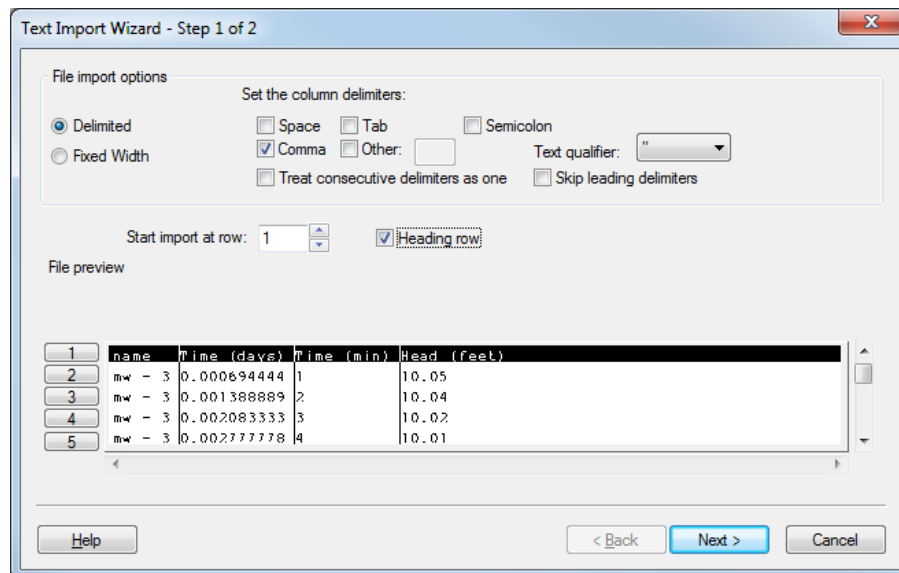 Text Import Wizard - Step 1 of 2
File import options
Set the column delimiters:
Delimited
Space Tab Semicolon
Fixed Width
Comma Other: Text qualifier: "
Treat consecutive delimiters as one Skip leading delimiters
Start import at row: 1 Heading row
File preview
1 name Time (days) Time (min) Head (feet)
2 mw - 3 0.000694444 1 10.05
3 mw - 3 0.001388889 2 10.04
4 mw - 3 0.002083333 3 10.02
5 mw - 3 0.002777778 4 10.01
Help < Back Next > Cancel